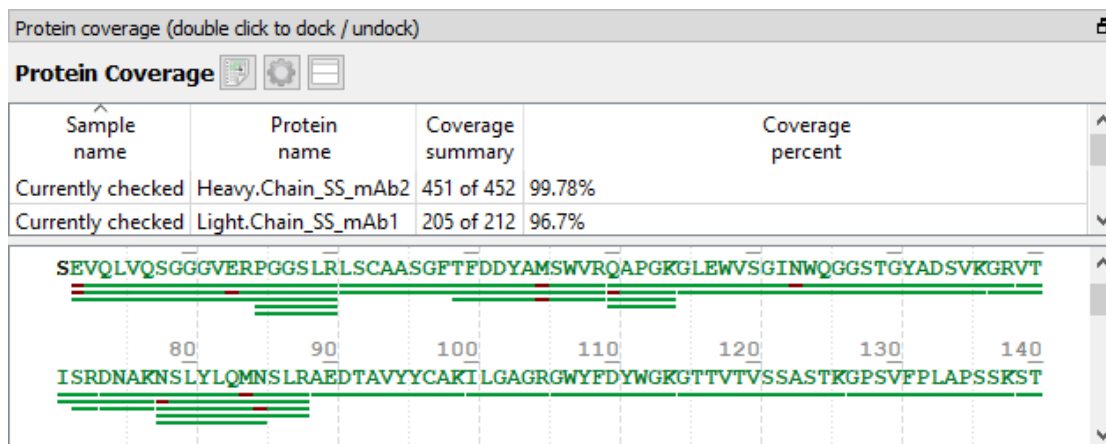 Protein coverage (double click to dock / undock)
Protein Coverage
Sample name Protein name Coverage summary Coverage percent
Currently checked Heavy.Chain_SS_mAb2 451 of 452 99.78%
Currently checked Light.Chain_SS_mAb1 205 of 212 96.7%
SEVQLVQSGGGVERPGGSLRLSCAASGFTFDDYAMSWVRQAPGKGLEWVSGINWQGGSTGYADSVKGRVT
80 90 100 110 120 130 140
ISRDNAKNSLYLQMNSLRAEDTAVYYCAKILGAGRGWYFDYWGKGTTVTVSSASTKGPSVFPLAPSSKST